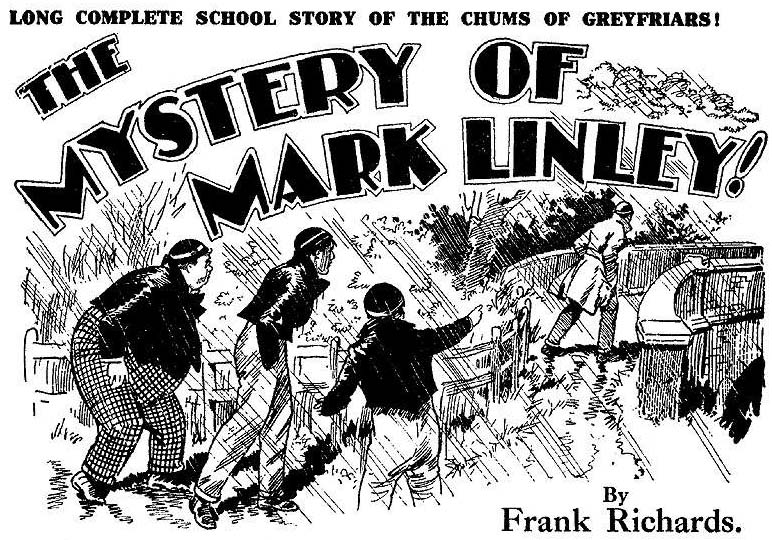 LONG COMPLETE SCHOOL STORY OF THE CHUMS OF GREYFRIARS!
THE
MYSTERY OF
MARK LINLEY!
By
Frank Richards.